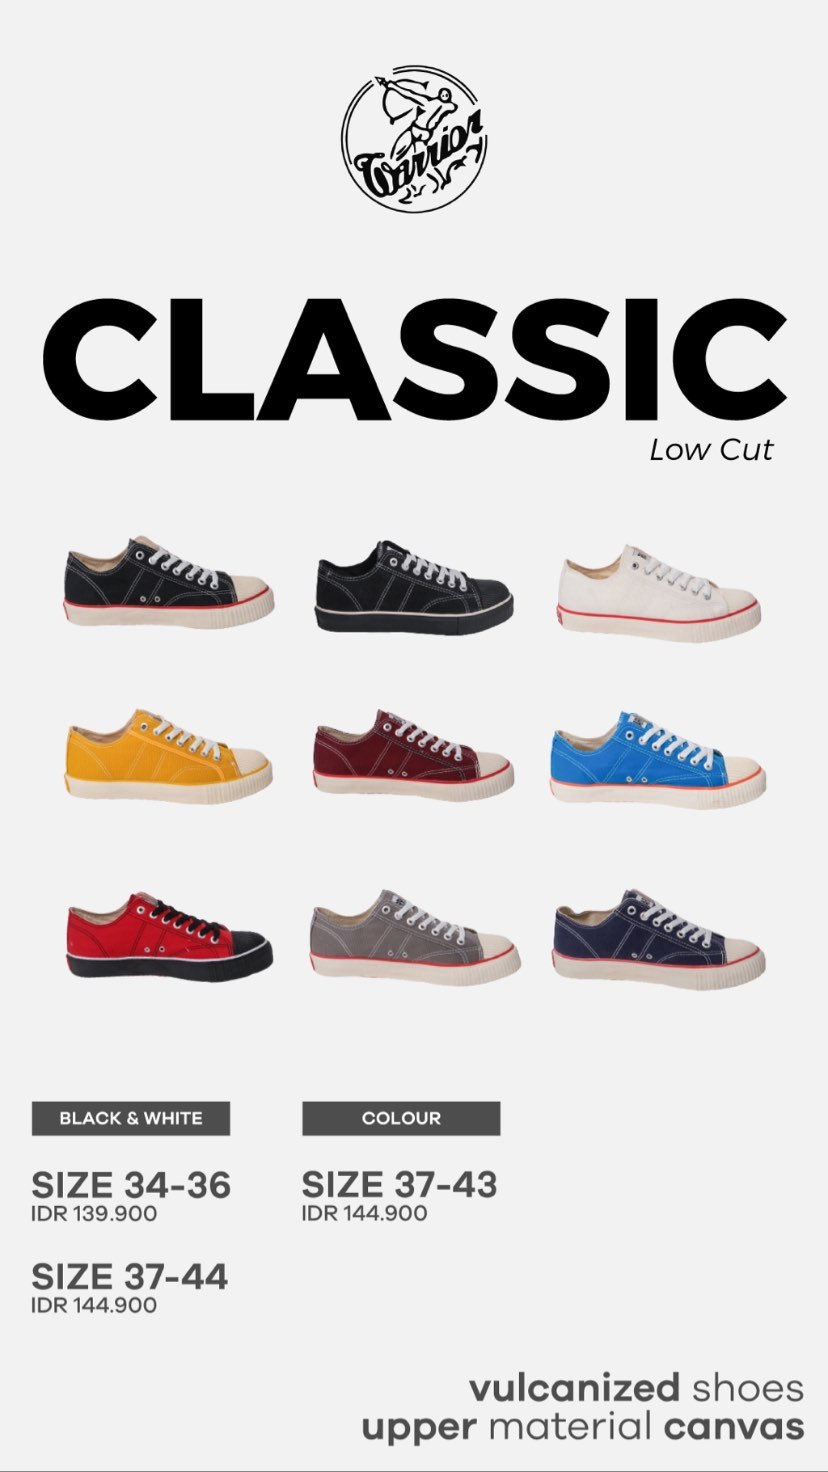 Warrior
CLASSIC
Low Cut
BLACK & WHITE
SIZE 34-36
IDR 139.900
SIZE 37-44
IDR 144.900
COLOUR
SIZE 37-43
IDR 144.900
vulcanized shoes
upper material canvas